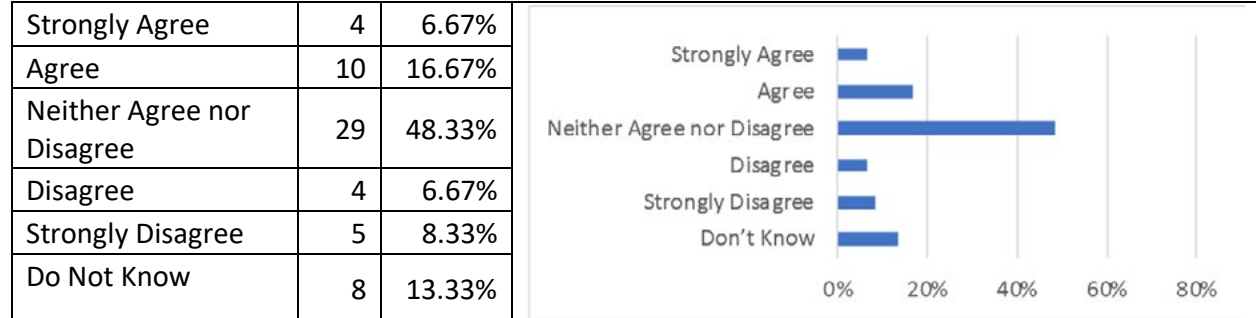 Strongly Agree 4 6.67%
Agree 10 16.67%
Neither Agree nor
Disagree 29 48.33%
Disagree 4 6.67%
Strongly Disagree 5 8.33%
Do Not Know 8 13.33%
Strongly Agree
Agree
Neither Agree nor Disagree
Disagree
Strongly Disagree
Don't Know
0% 20% 40% 60% 80%